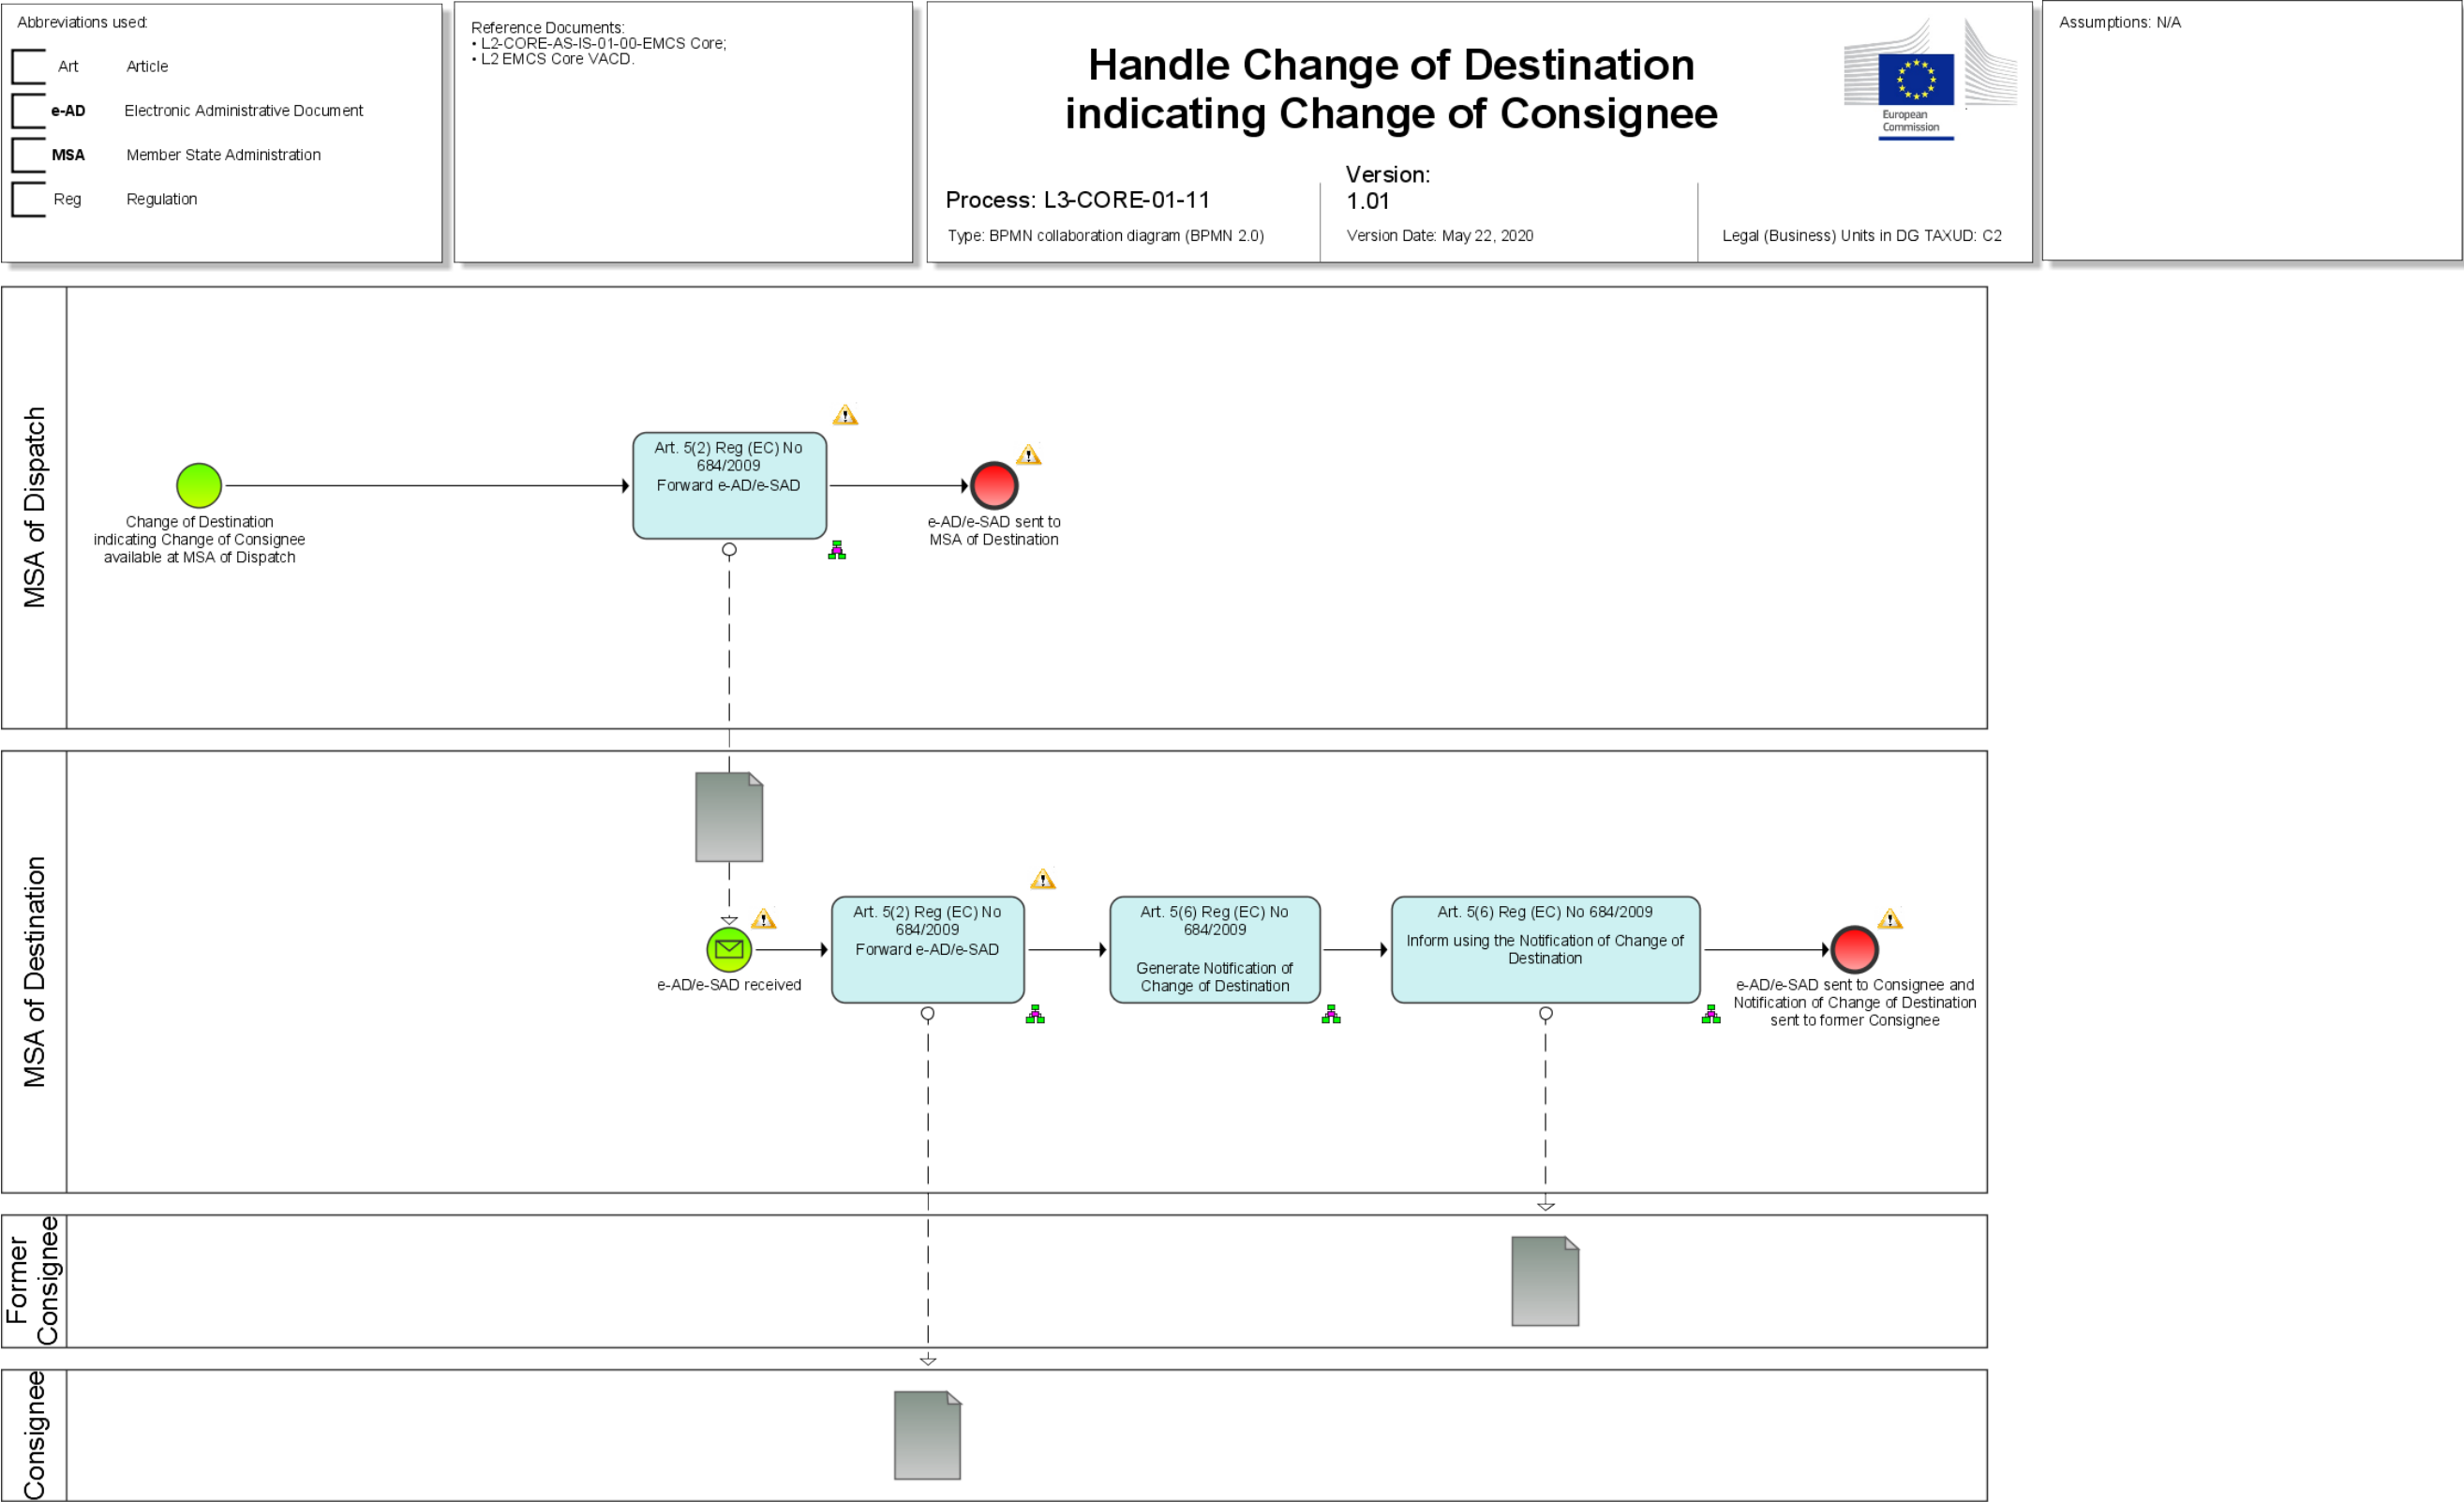 Abbreviations used:
Art Article
e-AD Electronic Administrative Document
MSA Member State Administration
Reg Regulation
Reference Documents:
• L2-CORE-AS-IS-01-00-EMCS Core;
• L2 EMCS Core VACD.
Handle Change of Destination
indicating Change of Consignee
European
Commission
Process: L3-CORE-01-11
Type: BPMN collaboration diagram (BPMN 2.0)
Version:
1.01
Version Date: May 22, 2020
Legal (Business) Units in DG TAXUD: C2
Assumptions: N/A
MSA of Dispatch
Change of Destination
indicating Change of Consignee
available at MSA of Dispatch
Art. 5(2) Reg (EC) No
684/2009
Forward e-AD/e-SAD
e-AD/e-SAD sent to
MSA of Destination
MSA of Destination
e-AD/e-SAD received
Art. 5(2) Reg (EC) No
684/2009
Forward e-AD/e-SAD
Art. 5(6) Reg (EC) No
684/2009
Generate Notification of
Change of Destination
Art. 5(6) Reg (EC) No 684/2009
Inform using the Notification of Change of
Destination
e-AD/e-SAD sent to Consignee and
Notification of Change of Destination
sent to former Consignee
Former
Consignee
Consignee